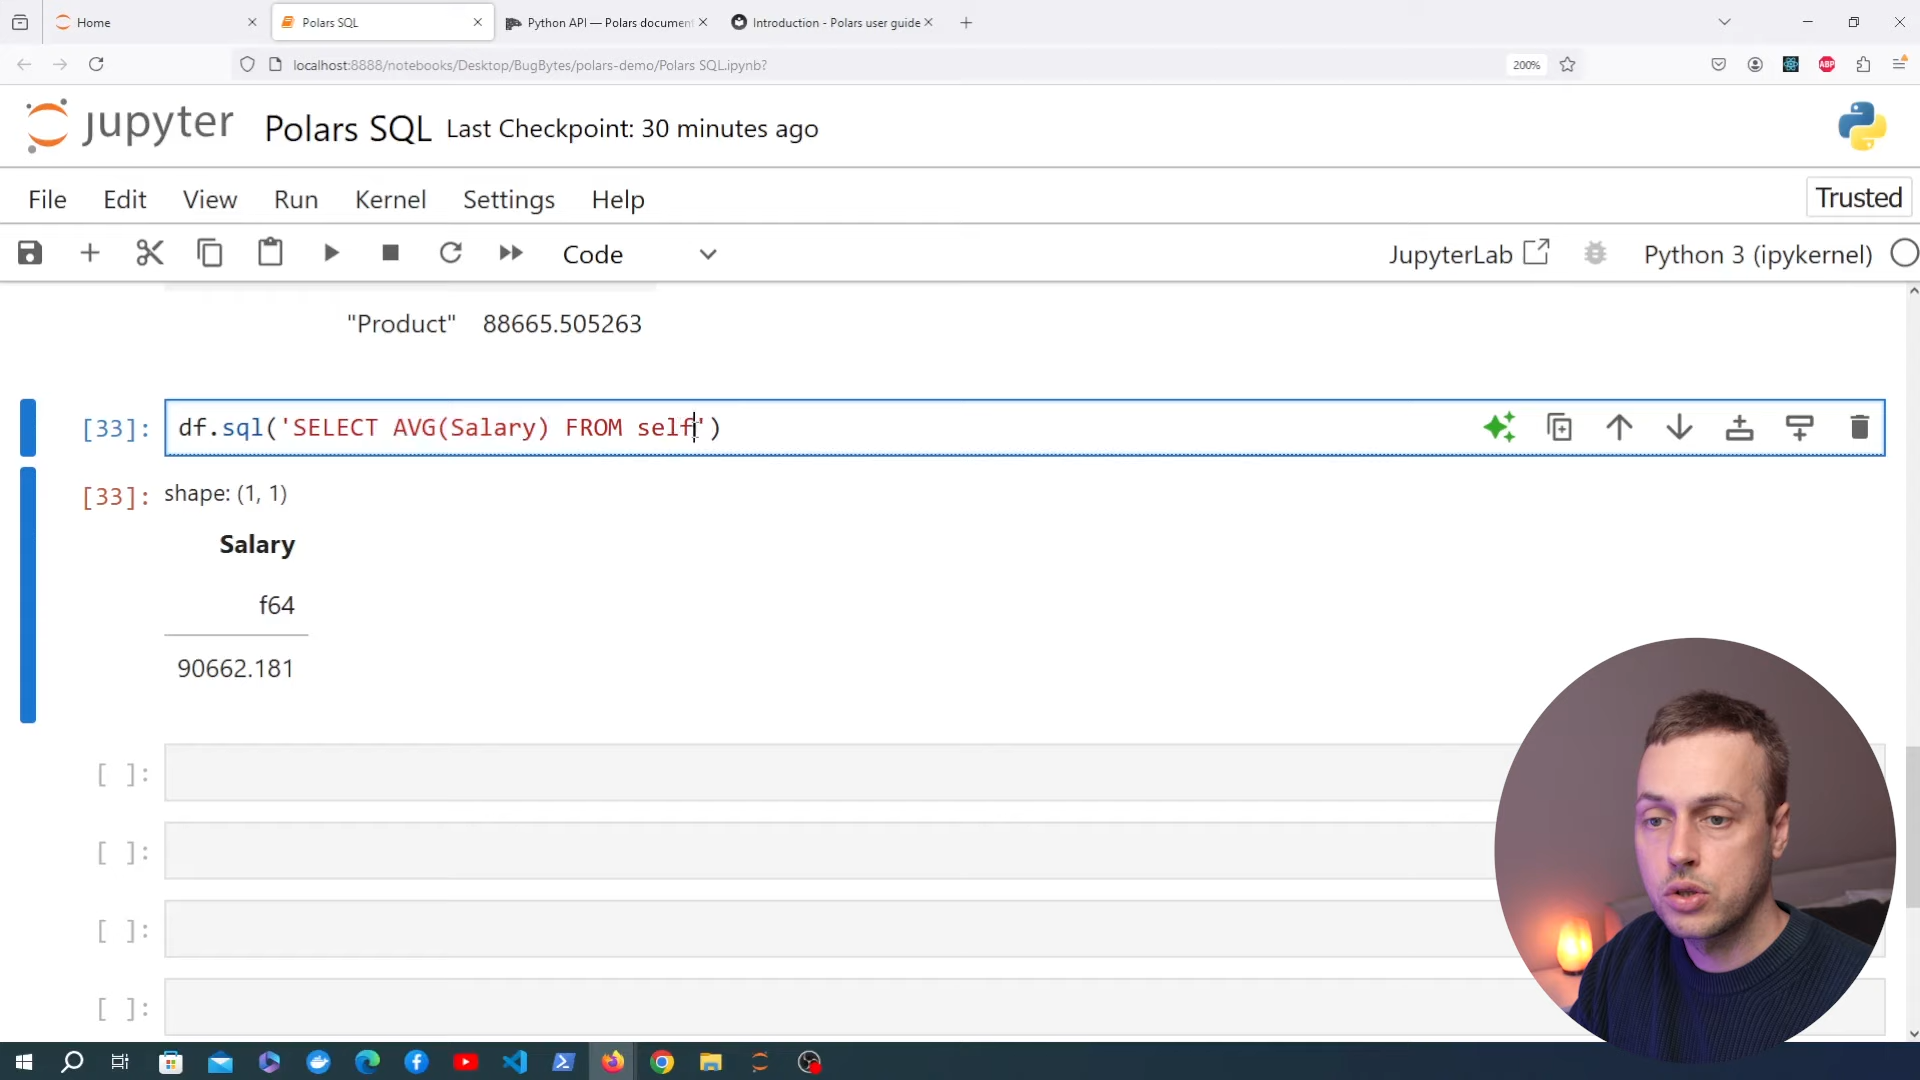 Home
Polars SQL
Python API — Polars document
Introduction - Polars user guide
localhost:8888/notebooks/Desktop/BugBytes/polars-demo/Polars SQL.ipynb?
200%
ABP
jupyter
Polars SQL
Last Checkpoint: 30 minutes ago
File
Edit
View
Run
Kernel
Settings
Help
Trusted
Code
JupyterLab
Python 3 (ipykernel)
"Product" 88665.505263
[33]: df.sql('SELECT AVG(Salary) FROM self')
[33]: shape: (1, 1)
Salary
f64
90662.181
[ ]:
[ ]:
[ ]:
[ ]: